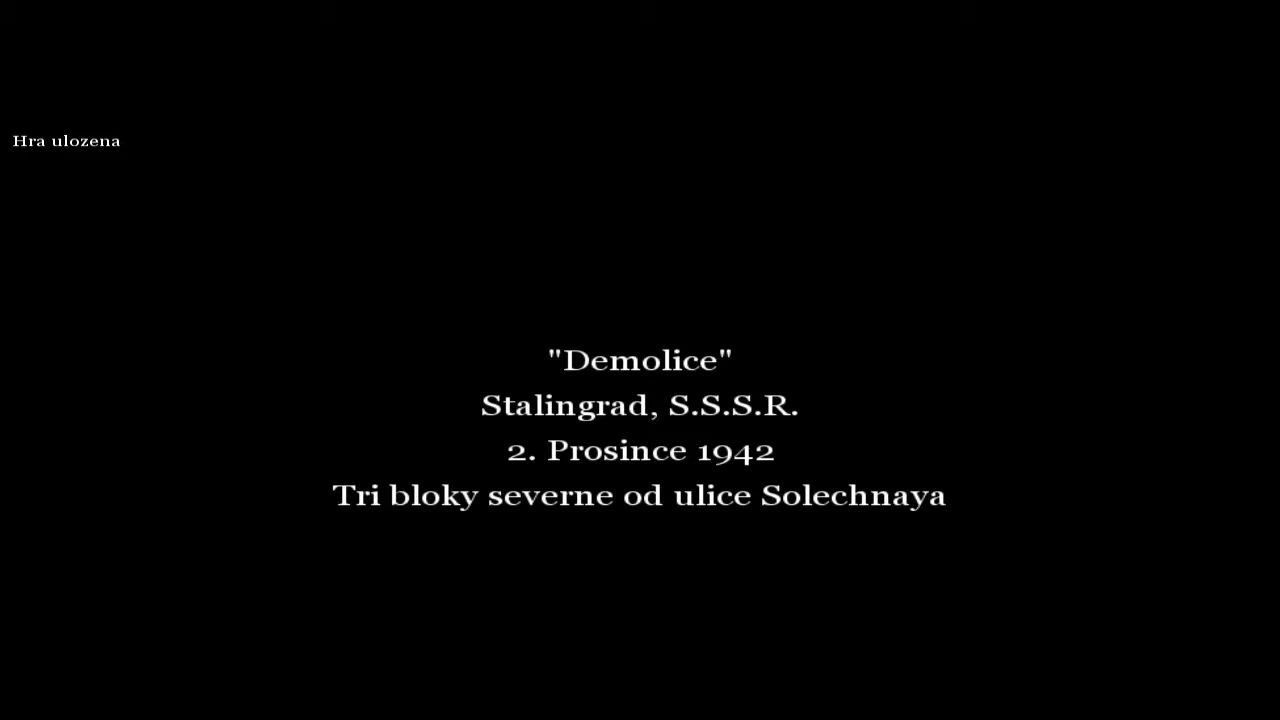 Hra ulozena
"Demolice"
Stalingrad, S.S.S.R.
2. Prosince 1942
Tri bloky severne od ulice Solechnaya